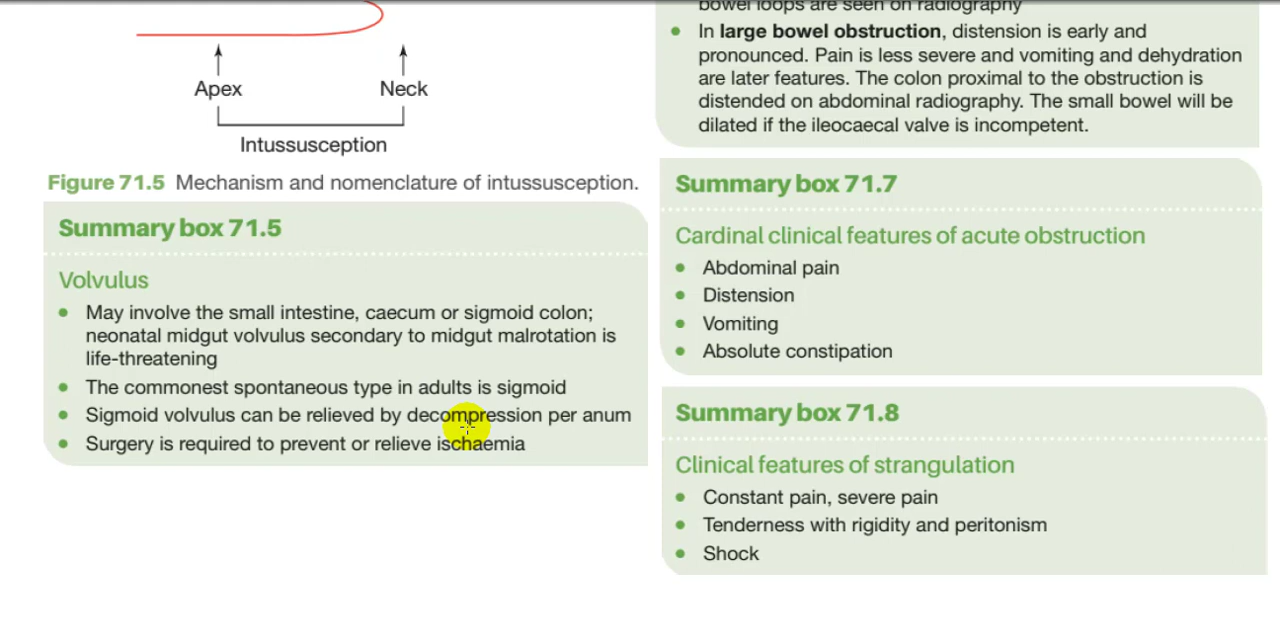 Apex Neck
Intussusception
Figure 71.5 Mechanism and nomenclature of intussusception.
Summary box 71.5
Volvulus
• May involve the small intestine, caecum or sigmoid colon;
neonatal midgut volvulus secondary to midgut malrotation is
life-threatening
• The commonest spontaneous type in adults is sigmoid
• Sigmoid volvulus can be relieved by decompression per anum
• Surgery is required to prevent or relieve ischaemia
bowel loops are seen on radiography
• In large bowel obstruction, distension is early and
pronounced. Pain is less severe and vomiting and dehydration
are later features. The colon proximal to the obstruction is
distended on abdominal radiography. The small bowel will be
dilated if the ileocaecal valve is incompetent.
Summary box 71.7
Cardinal clinical features of acute obstruction
• Abdominal pain
• Distension
• Vomiting
• Absolute constipation
Summary box 71.8
Clinical features of strangulation
• Constant pain, severe pain
• Tenderness with rigidity and peritonism
• Shock